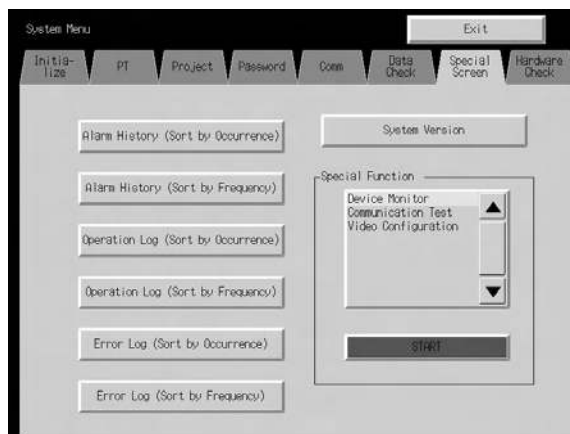 System Menu
Exit
Initia-
lize
PT
Project
Password
Comm
Data
Check
Special
Screen
Hardware
Check
Alarm History (Sort by Occurrence)
System Version
Alarm History (Sort by Frequency)
Special Function
Device Monitor
Communication Test
Video Configuration
Operation Log (Sort by Occurrence)
Operation Log (Sort by Frequency)
Error Log (Sort by Occurrence)
START
Error Log (Sort by Frequency)